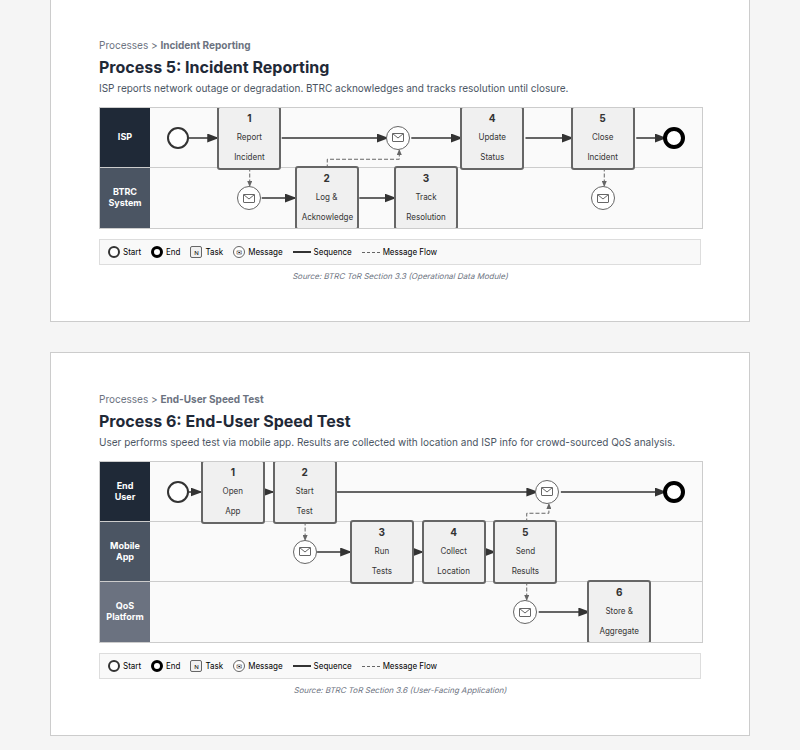 Processes > Incident Reporting
Process 5: Incident Reporting
ISP reports network outage or degradation. BTRC acknowledges and tracks resolution until closure.
ISP
1
Report
Incident
4
Update
Status
5
Close
Incident
BTRC
System
2
Log &
Acknowledge
3
Track
Resolution
Start End N Task Message Sequence Message Flow
Source: BTRC ToR Section 3.3 (Operational Data Module)
Processes > End-User Speed Test
Process 6: End-User Speed Test
User performs speed test via mobile app. Results are collected with location and ISP info for crowd-sourced QoS analysis.
End
User
1
Open
App
2
Start
Test
Mobile
App
3
Run
Tests
4
Collect
Location
5
Send
Results
QoS
Platform
6
Store &
Aggregate
Start End N Task Message Sequence Message Flow
Source: BTRC ToR Section 3.6 (User-Facing Application)